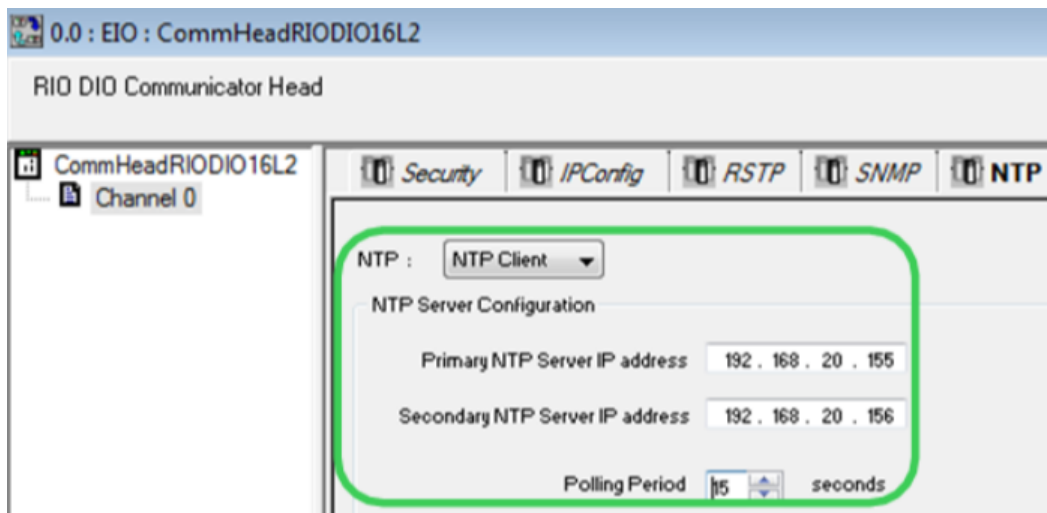 0.0 : EIO : CommHeadRIODIO16L2
RIO DIO Communicator Head
CommHeadRIODIO16L2
Channel 0
Security IPConfig RSTP SNMP NTP
NTP : NTP Client
NTP Server Configuration
Primary NTP Server IP address 192 . 168 . 20 . 155
Secondary NTP Server IP address 192 . 168 . 20 . 156
Polling Period 15 seconds